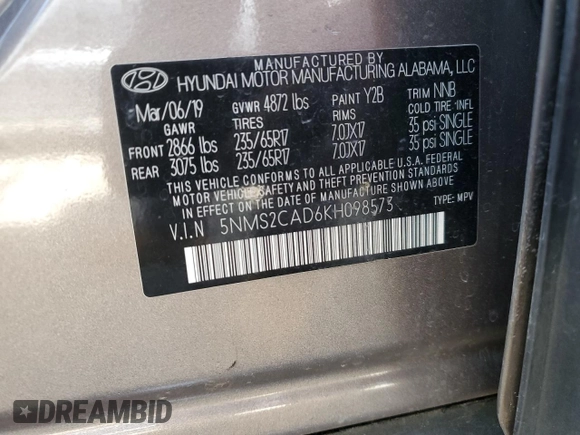 MANUFACTURED BY
HYUNDAI MOTOR MANUFACTURING ALABAMA, LLC
Mar/06/19 GVWR 4872 lbs PAINT Y2B TRIM NNB
GAWR TIRES RIMS COLD TIRE INFL
FRONT 2866 lbs 235/65R17 7.0JX17 35 psi SINGLE
REAR 3075 lbs 235/65R17 7.0JX17 35 psi SINGLE
THIS VEHICLE CONFORMS TO ALL APPLICABLE U.S.A. FEDERAL
MOTOR VEHICLE SAFETY AND BUMPER STANDARDS
IN EFFECT ON THE DATE OF MANUFACTURE SHOWN ABOVE.
V.I.N 5NMS2CAD6KH098573 TYPE: MPV
DREAMBID